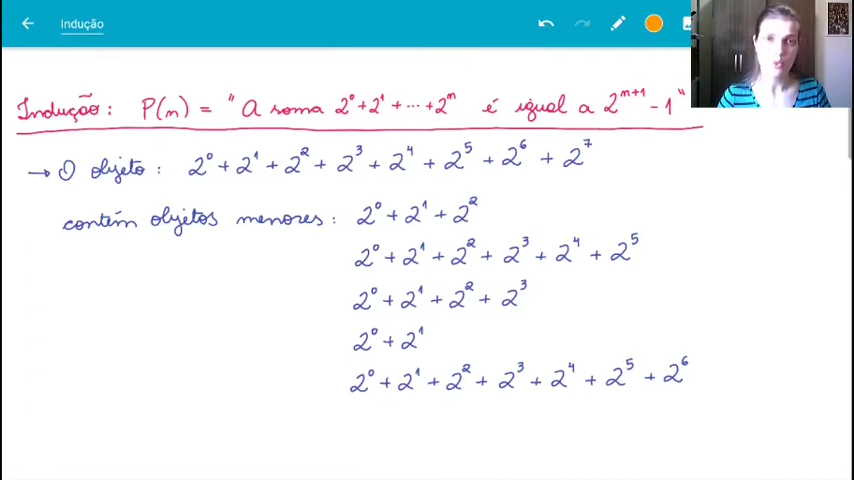 Indução
Indução: P(n) = "A soma 2⁰ + 2¹ + ... + 2ⁿ é igual a 2ⁿ⁺¹ - 1"
→ O objeto: 2⁰ + 2¹ + 2² + 2³ + 2⁴ + 2⁵ + 2⁶ + 2⁷
contém objetos menores: 2⁰ + 2¹ + 2²
2⁰ + 2¹ + 2² + 2³ + 2⁴ + 2⁵
2⁰ + 2¹ + 2² + 2³
2⁰ + 2¹
2⁰ + 2¹ + 2² + 2³ + 2⁴ + 2⁵ + 2⁶